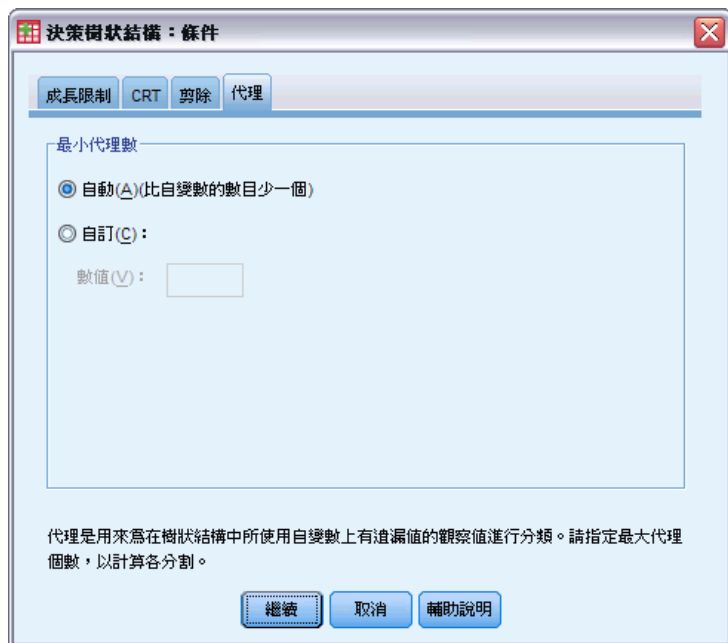 決策樹狀結構：條件
成長限制 CRT 剪除 代理
最小代理數
自動(A)(比自變數的數目少一個)
自訂(C)：
數值(V)：
代理是用來為在樹狀結構中所使用自變數上有遺漏值的觀察值進行分類。請指定最大代理
個數，以計算各分割。
繼續 取消 輔助說明